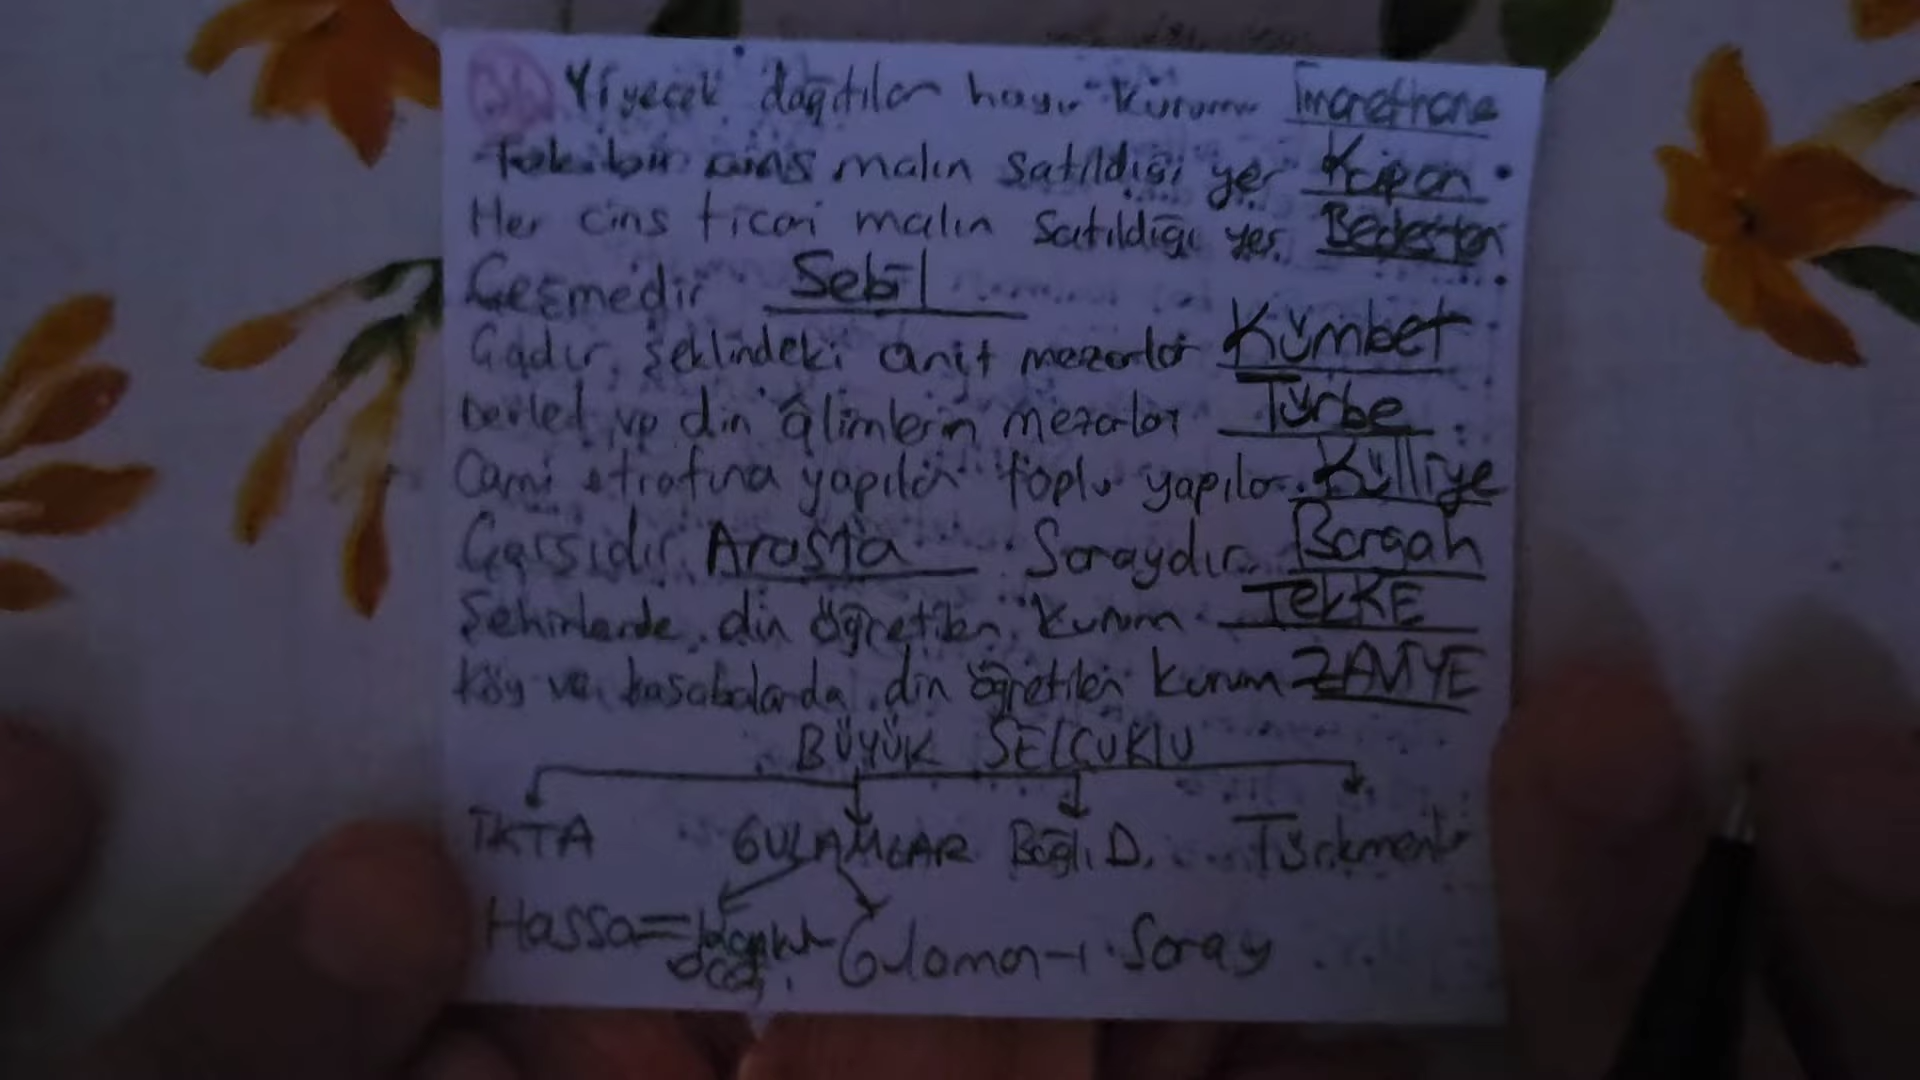 Yiyecek dağıtılan hayır kurumu İmarethane
Tek bir cins malın satıldığı yer Kapan
Her cins ticari malın satıldığı yer Bedesten
Çeşmedir Sebil
Çadır şeklindeki anıt mezarlar Kümbet
Devlet ve din âlimlerin mezarlar Türbe
Cami etrafına yapılan toplu yapılar Külliye
Çarşıdır Arasta Saraydır Bargah
Şehirlerde din öğretilen kurum TEKKE
Köy ve kasabalarda din öğretilen kurum ZAVİYE
BÜYÜK SELÇUKLU
İKTA GULAMLAR Bağlı D. Türkmenler
Hassa= Gulaman-ı Saray